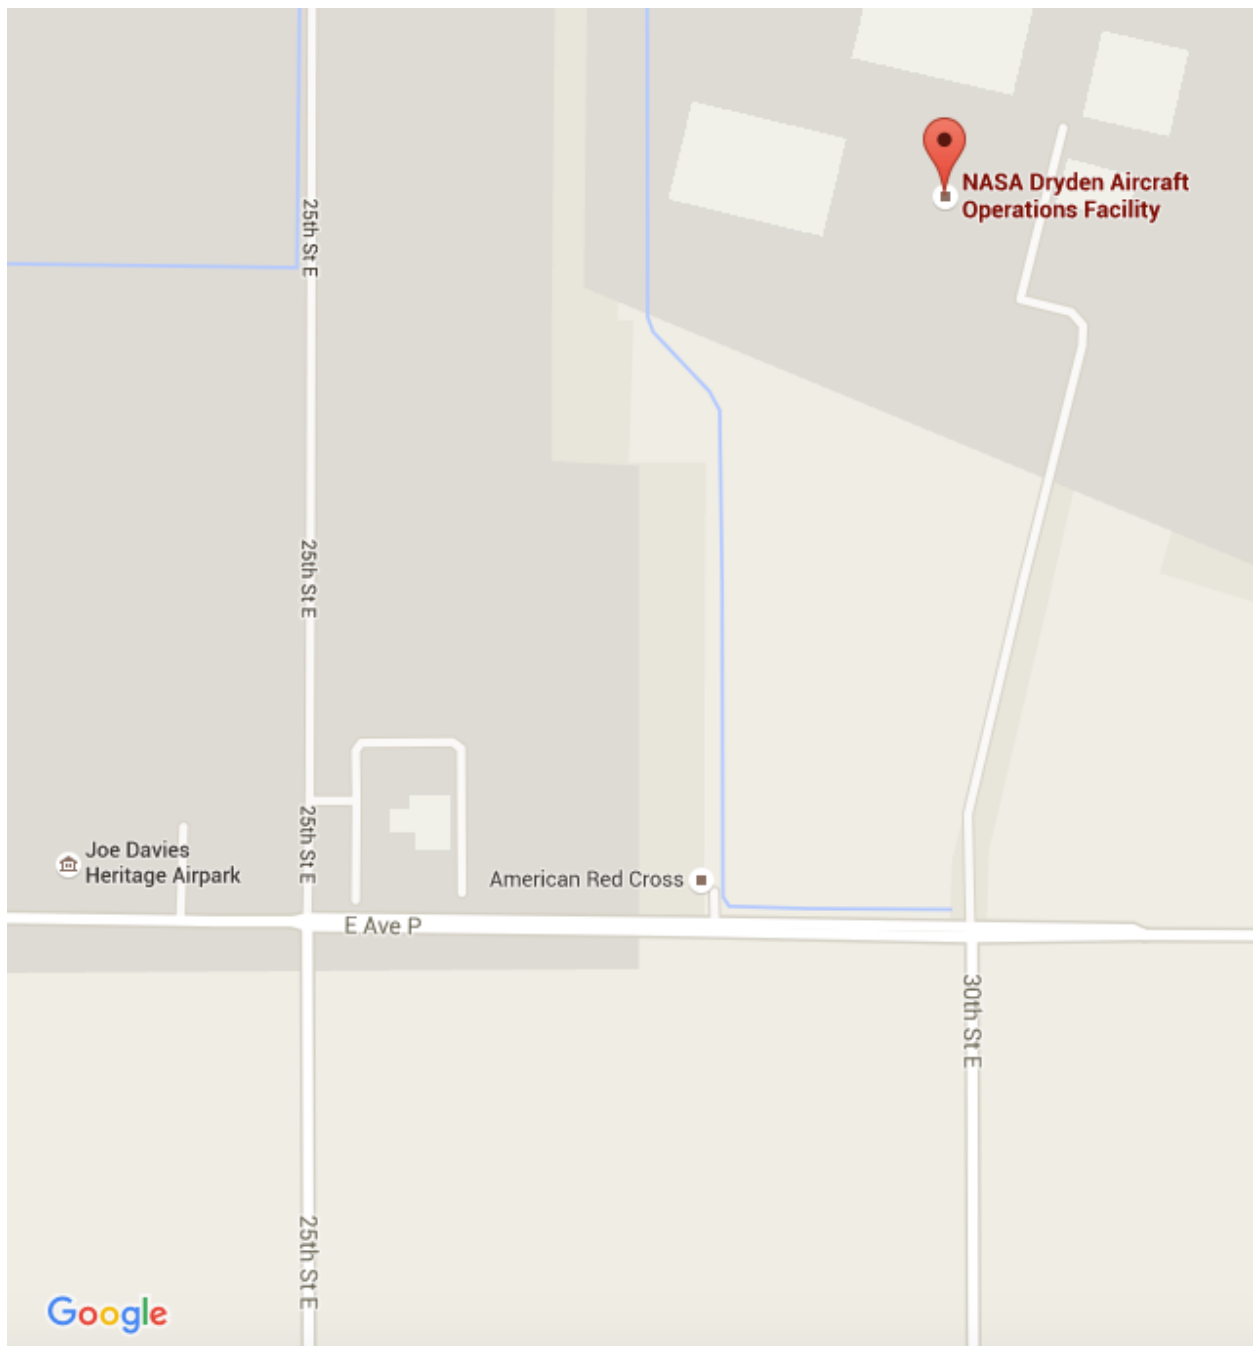 NASA Dryden Aircraft
Operations Facility
25th St E
25th St E
25th St E
Joe Davies
Heritage Airpark
American Red Cross
E Ave P
30th St E
25th St E
Google